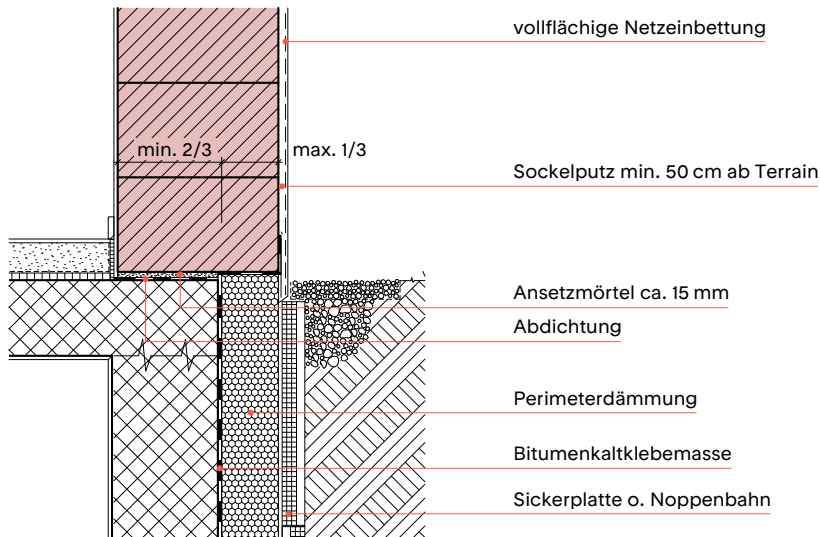 vollflächige Netzeinbettung
min. 2/3
max. 1/3
Sockelputz min. 50 cm ab Terrain
Ansetzmörtel ca. 15 mm
Abdichtung
Perimeterdämmung
Bitumenkaltklebemasse
Sickerplatte o. Noppenbahn